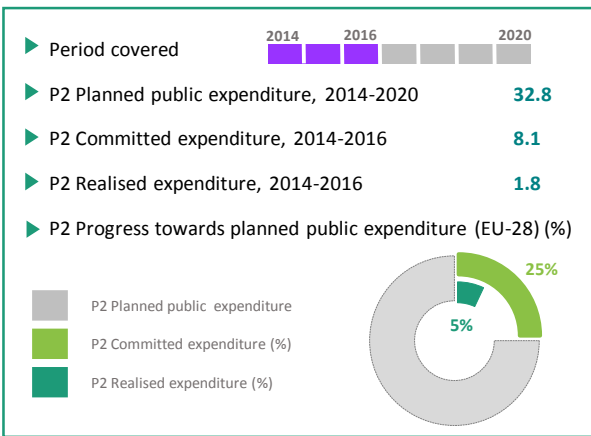 2014 2016 2020
Period covered
P2 Planned public expenditure, 2014-2020 32.8
P2 Committed expenditure, 2014-2016 8.1
P2 Realised expenditure, 2014-2016 1.8
P2 Progress towards planned public expenditure (EU-28) (%)
25%
P2 Planned public expenditure
5%
P2 Committed expenditure (%)
P2 Realised expenditure (%)